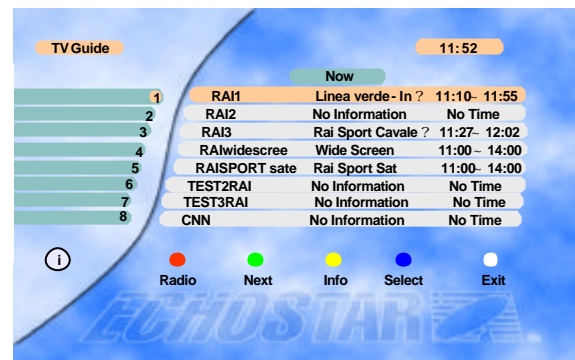 TV Guide 11:52
Now
1 RAI1 Linea verde - In ? 11:10~ 11:55
2 RAI2 No Information No Time
3 RAI3 Rai Sport Cavale ? 11:27~ 12:02
4 RAIwidescree Wide Screen 11:00~ 14:00
5 RAISPORT sate Rai Sport Sat 11:00~ 14:00
6 TEST2RAI No Information No Time
7 TEST3RAI No Information No Time
8 CNN No Information No Time
i
Radio Next Info Select Exit
ECHOSTAR